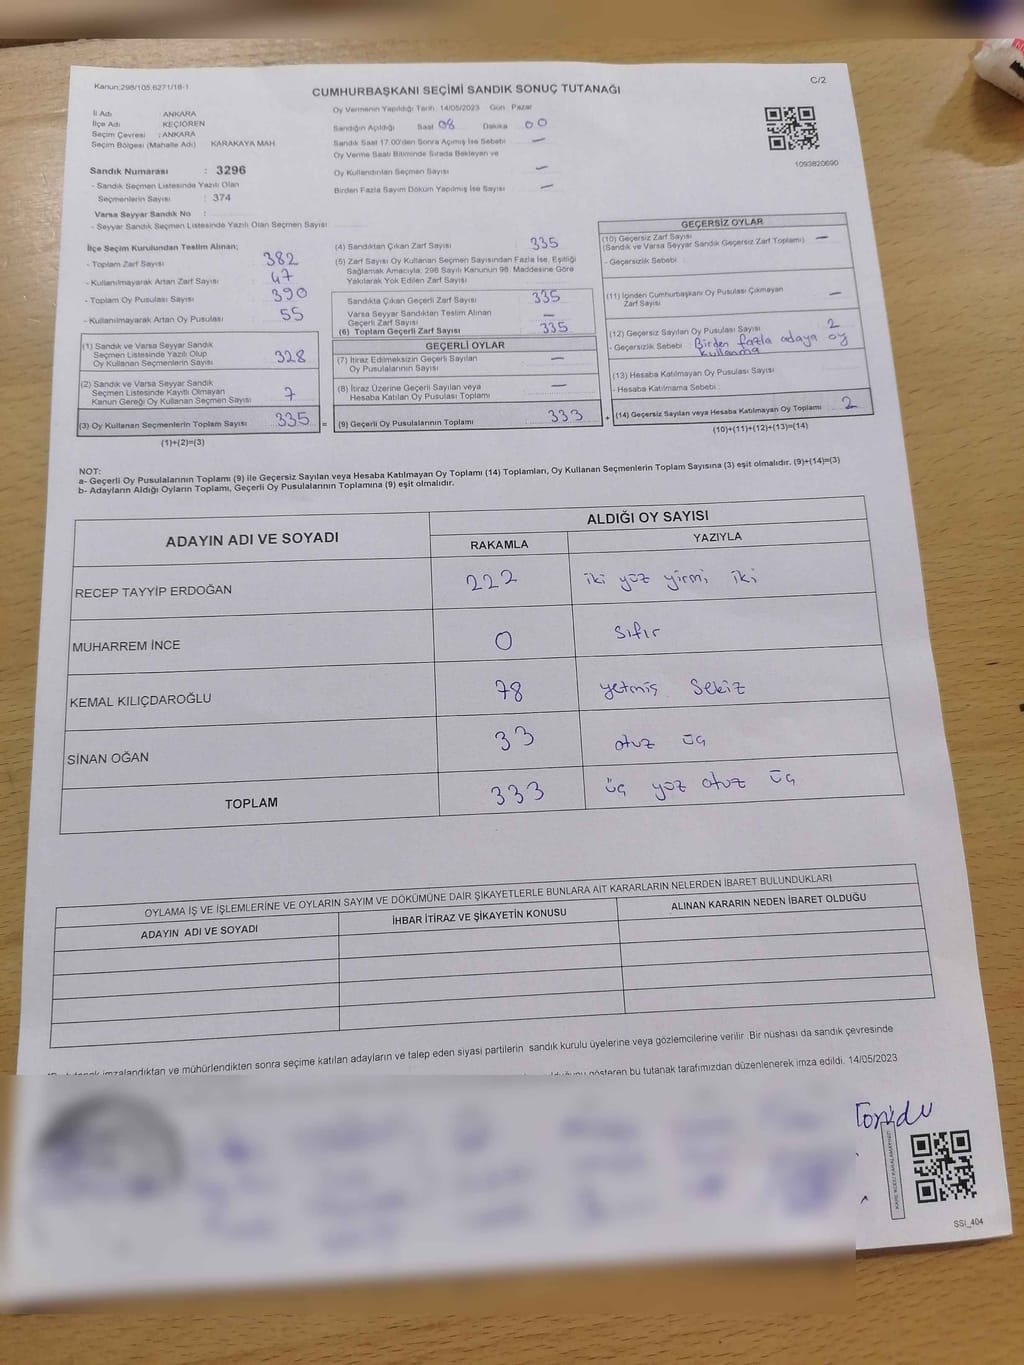 Kanun:298/105.6271/18-1
C/2
CUMHURBAŞKANI SEÇİMİ SANDIK SONUÇ TUTANAĞI
İl Adı : ANKARA
İlçe Adı : KEÇİÖREN
Seçim Çevresi : ANKARA
Seçim Bölgesi (Mahalle Adı) KARAKAYA MAH
Sandık Numarası : 3296
- Sandık Seçmen Listesinde Yazılı Olan
Seçmenlerin Sayısı : 374
Varsa Seyyar Sandık No :
- Seyyar Sandık Seçmen Listesinde Yazılı Olan Seçmen Sayısı :
Oy Vermenin Yapıldığı Tarih: 14/05/2023 Gün Pazar
Sandığın Açıldığı Saat 08 Dakika 00
Sandık Saat 17.00'den Sonra Açımış İse Sebebi —
Oy Verme Saati Bitiminde Sırada Bekleyen ve
Oy Kullandırılan Seçmen Sayısı —
Birden Fazla Sayım Döküm Yapılmış İse Sayısı —
1093820690
İlçe Seçim Kurulundan Teslim Alınan;
- Toplam Zarf Sayısı 382
- Kullanılmayarak Artan Zarf Sayısı 47
- Toplam Oy Pusulası Sayısı 390
- Kullanılmayarak Artan Oy Pusulası 55
(1) Sandık ve Varsa Seyyar Sandık
Seçmen Listesinde Yazılı Olup
Oy Kullanan Seçmenlerin Sayısı 328
(2) Sandık ve Varsa Seyyar Sandık
Seçmen Listesinde Kayıtlı Olmayan
Kanun Gereği Oy Kullanan Seçmen Sayısı 7
(3) Oy Kullanan Seçmenlerin Toplam Sayısı 335 =
(1)+(2)=(3)
(4) Sandıktan Çıkan Zarf Sayısı 335
(5) Zarf Sayısı Oy Kullanan Seçmen Sayısından Fazla İse, Eşitliği
Sağlamak Amacıyla; 298 Sayılı Kanunun 98. Maddesine Göre
Yakılarak Yok Edilen Zarf Sayısı
Sandıkta Çıkan Geçerli Zarf Sayısı 335
Varsa Seyyar Sandıktan Teslim Alınan
Geçerli Zarf Sayısı —
(6) Toplam Geçerli Zarf Sayısı 335
GEÇERLİ OYLAR
(7) İtiraz Edilmeksizin Geçerli Sayılan
Oy Pusulalarının Sayısı —
(8) İtiraz Üzerine Geçerli Sayılan veya
Hesaba Katılan Oy Pusulası Toplamı —
(9) Geçerli Oy Pusulalarının Toplamı 333 +
GEÇERSİZ OYLAR
(10) Geçersiz Zarf Sayısı —
(Sandık ve Varsa Seyyar Sandık Geçersiz Zarf Toplamı)
- Geçersizlik Sebebi :
(11) İçinden Cumhurbaşkanı Oy Pusulası Çıkmayan
Zarf Sayısı —
(12) Geçersiz Sayılan Oy Pusulası Sayısı 2
- Geçersizlik Sebebi : Birden fazla adaya oy
kullanma
(13) Hesaba Katılmayan Oy Pusulası Sayısı
- Hesaba Katılmama Sebebi :
(14) Geçersiz Sayılan veya Hesaba Katılmayan Oy Toplamı 2
(10)+(11)+(12)+(13)=(14)
NOT:
a- Geçerli Oy Pusulalarının Toplamı (9) ile Geçersiz Sayılan veya Hesaba Katılmayan Oy Toplamı (14) Toplamları, Oy Kullanan Seçmenlerin Toplam Sayısına (3) eşit olmalıdır. (9)+(14)=(3)
b- Adayların Aldığı Oyların Toplamı, Geçerli Oy Pusulalarının Toplamına (9) eşit olmalıdır.
ADAYIN ADI VE SOYADI
ALDIĞI OY SAYISI
RAKAMLA YAZIYLA
RECEP TAYYİP ERDOĞAN 222 iki yüz yirmi iki
MUHARREM İNCE 0 sıfır
KEMAL KILIÇDAROĞLU 78 yetmiş sekiz
SİNAN OĞAN 33 otuz üç
TOPLAM 333 üç yüz otuz üç
OYLAMA İŞ VE İŞLEMLERİNE VE OYLARIN SAYIM VE DÖKÜMÜNE DAİR ŞİKAYETLERLE BUNLARA AİT KARARLARIN NELERDEN İBARET BULUNDUKLARI
ADAYIN ADI VE SOYADI İHBAR İTİRAZ VE ŞİKAYETİN KONUSU ALINAN KARARIN NEDEN İBARET OLDUĞU
imzalandıktan ve mühürlendikten sonra seçime katılan adayların ve talep eden siyasi partilerin sandık kurulu üyelerine veya gözlemcilerine verilir Bir nüshası da sandık çevresinde
gösteren bu tutanak tarafımızdan düzenlenerek imza edildi. 14/05/2023
SSİ_404